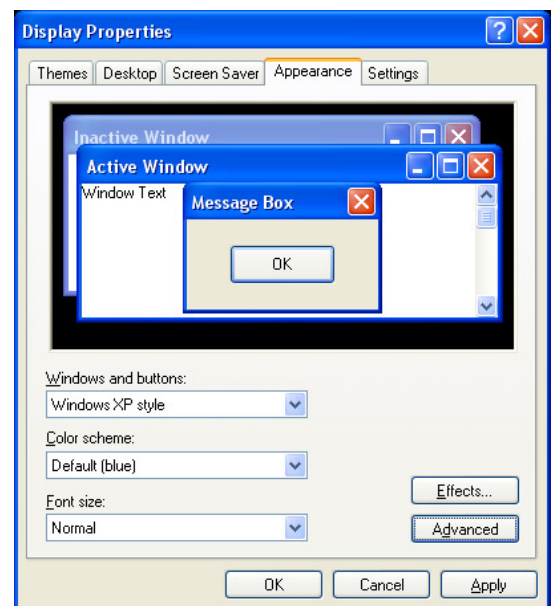 Display Properties
Themes Desktop Screen Saver Appearance Settings
Inactive Window
Active Window
Window Text
Message Box
OK
Windows and buttons:
Windows XP style
Color scheme:
Default (blue)
Effects...
Font size:
Normal
Advanced
OK Cancel Apply